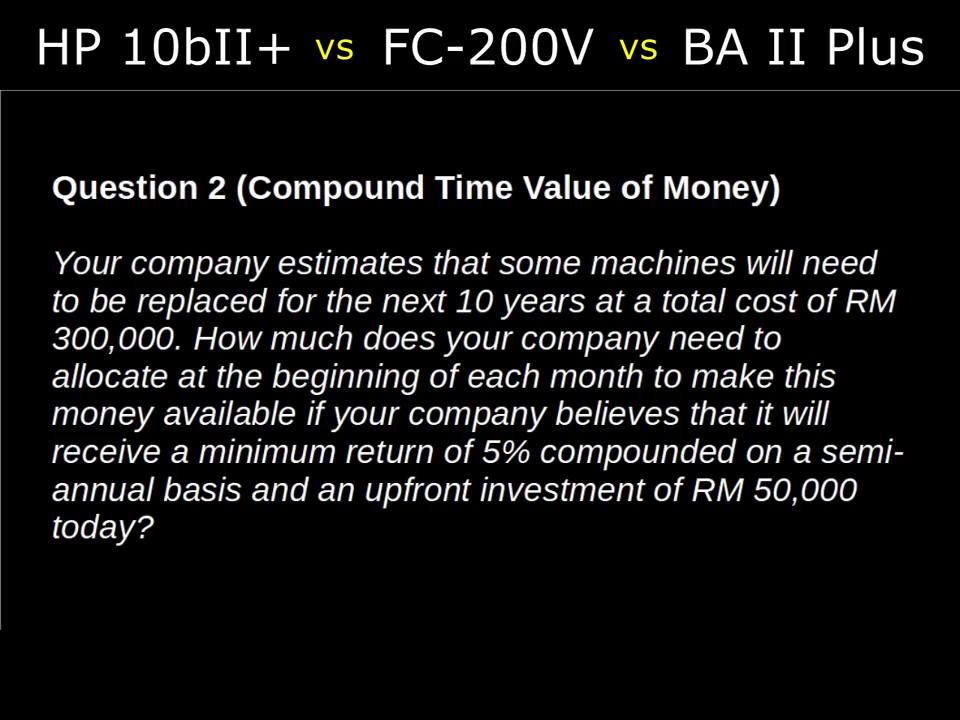 HP 10bII+ vs FC-200V vs BA II Plus
Question 2 (Compound Time Value of Money)
Your company estimates that some machines will need
to be replaced for the next 10 years at a total cost of RM
300,000. How much does your company need to
allocate at the beginning of each month to make this
money available if your company believes that it will
receive a minimum return of 5% compounded on a semi-
annual basis and an upfront investment of RM 50,000
today?